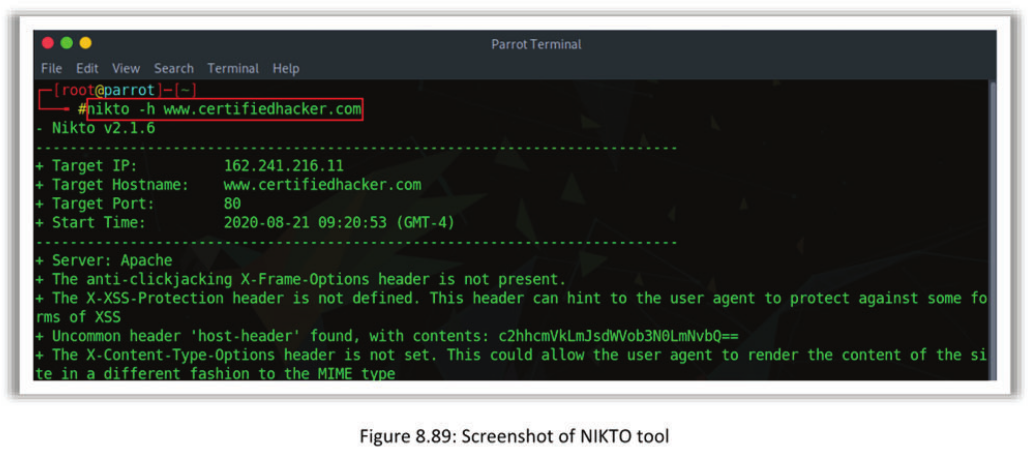 Parrot Terminal
File Edit View Search Terminal Help
[root@parrot]-[~]
#nikto -h www.certifiedhacker.com
- Nikto v2.1.6
---------------------------------------------------------------------------
+ Target IP: 162.241.216.11
+ Target Hostname: www.certifiedhacker.com
+ Target Port: 80
+ Start Time: 2020-08-21 09:20:53 (GMT-4)
---------------------------------------------------------------------------
+ Server: Apache
+ The anti-clickjacking X-Frame-Options header is not present.
+ The X-XSS-Protection header is not defined. This header can hint to the user agent to protect against some fo
rms of XSS
+ Uncommon header 'host-header' found, with contents: c2hhcmVkLmJsdWVob3N0LmNvbQ==
+ The X-Content-Type-Options header is not set. This could allow the user agent to render the content of the si
te in a different fashion to the MIME type
Figure 8.89: Screenshot of NIKTO tool